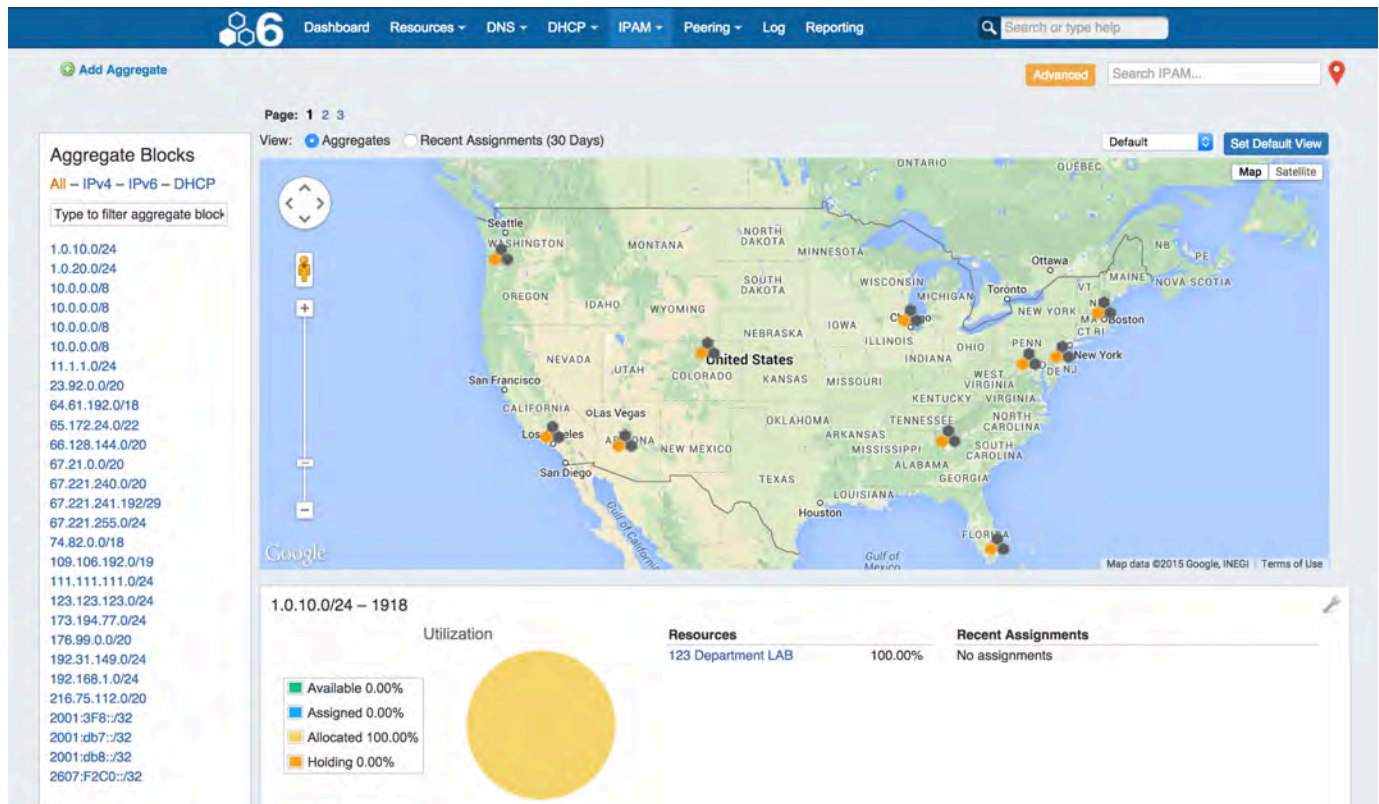 6 Dashboard Resources DNS DHCP IPAM Peering Log Reporting Search or type help
Add Aggregate
Advanced Search IPAM...
Page: 1 2 3
View: Aggregates Recent Assignments (30 Days) Default Set Default View
Aggregate Blocks
All – IPv4 – IPv6 – DHCP
Type to filter aggregate block
1.0.10.0/24
1.0.20.0/24
10.0.0.0/8
10.0.0.0/8
10.0.0.0/8
10.0.0.0/8
11.1.1.0/24
23.92.0.0/20
64.61.192.0/18
65.172.24.0/22
66.128.144.0/20
67.21.0.0/20
67.221.240.0/20
67.221.241.192/29
67.221.255.0/24
74.82.0.0/18
109.106.192.0/19
111.111.111.0/24
123.123.123.0/24
173.194.77.0/24
176.99.0.0/20
192.31.149.0/24
192.168.1.0/24
216.75.112.0/20
2001:3F8::/32
2001:db7::/32
2001:db8::/32
2607:F2C0::/32
Map Satellite
ONTARIO
QUEBEC
Seattle
WASHINGTON
MONTANA
NORTH
DAKOTA
MINNESOTA
Ottawa
NB
PE
MAINE
NOVA SCOTIA
OREGON
IDAHO
WYOMING
SOUTH
DAKOTA
WISCONSIN
MICHIGAN
Toronto
VT
NEW YORK
MA
Boston
CT RI
NEBRASKA
IOWA
ILLINOIS
INDIANA
OHIO
PENN
New York
DE NJ
NEVADA
UTAH
COLORADO
United States
KANSAS
MISSOURI
WEST
VIRGINIA
KENTUCKY
VIRGINIA
San Francisco
CALIFORNIA
Las Vegas
Los Angeles
ARIZONA
NEW MEXICO
OKLAHOMA
ARKANSAS
TENNESSEE
NORTH
CAROLINA
MISSISSIPPI
SOUTH
CAROLINA
San Diego
TEXAS
ALABAMA
GEORGIA
LOUISIANA
Houston
FLORIDA
Gulf of
California
Gulf of
Mexico
Google
Map data ©2015 Google, INEGI Terms of Use
1.0.10.0/24 – 1918
Utilization
Available 0.00%
Assigned 0.00%
Allocated 100.00%
Holding 0.00%
Resources
123 Department LAB 100.00%
Recent Assignments
No assignments